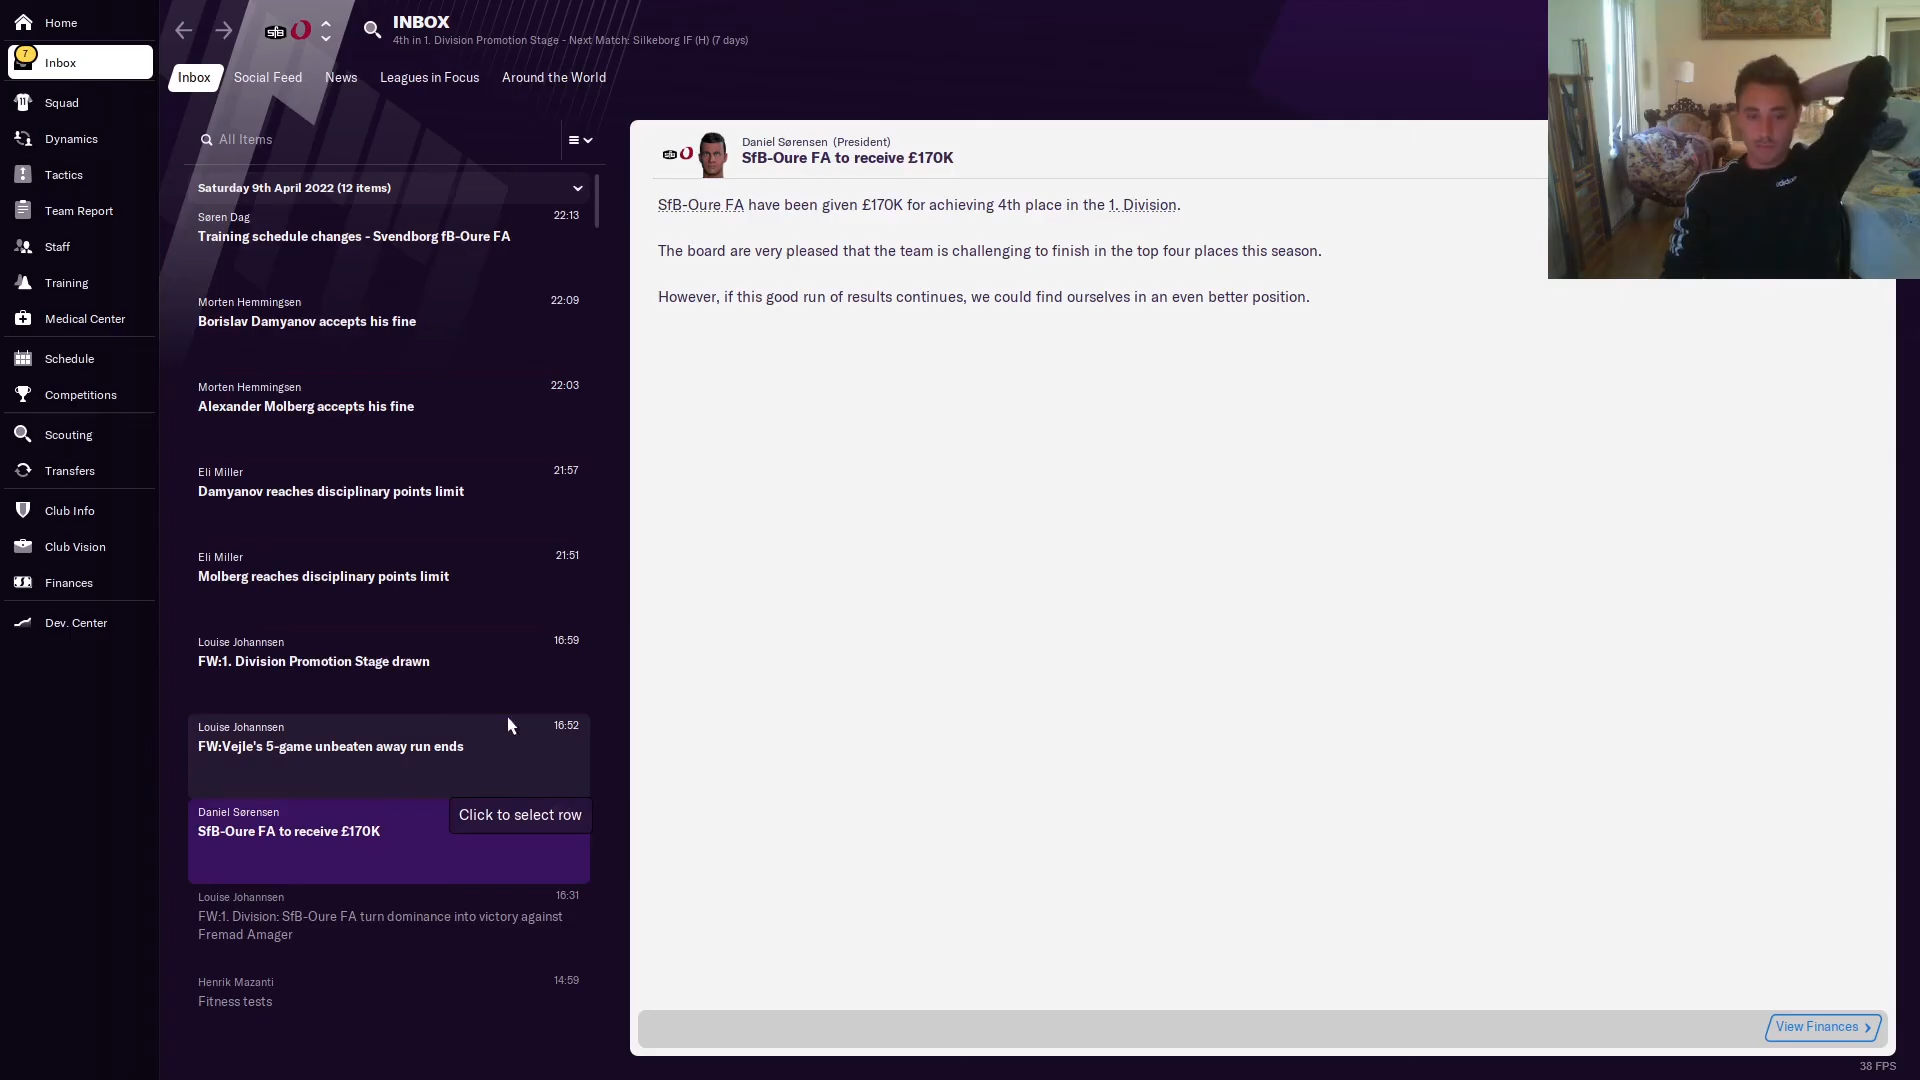 Home
7
Inbox
Squad
Dynamics
Tactics
Team Report
Staff
Training
Medical Center
Schedule
Competitions
Scouting
Transfers
Club Info
Club Vision
Finances
Dev. Center
sfB
INBOX
4th in 1. Division Promotion Stage - Next Match: Silkeborg IF (H) (7 days)
Inbox Social Feed News Leagues in Focus Around the World
All Items
Saturday 9th April 2022 (12 items)
Søren Dag 22:13
Training schedule changes - Svendborg fB-Oure FA
Morten Hemmingsen 22:09
Borislav Damyanov accepts his fine
Morten Hemmingsen 22:03
Alexander Molberg accepts his fine
Eli Miller 21:57
Damyanov reaches disciplinary points limit
Eli Miller 21:51
Molberg reaches disciplinary points limit
Louise Johannsen 16:59
FW:1. Division Promotion Stage drawn
Louise Johannsen 16:52
FW:Vejle's 5-game unbeaten away run ends
Daniel Sørensen
SfB-Oure FA to receive £170K
Click to select row
Louise Johannsen 16:31
FW:1. Division: SfB-Oure FA turn dominance into victory against
Fremad Amager
Henrik Mazanti 14:59
Fitness tests
Daniel Sørensen (President)
SfB-Oure FA to receive £170K
SfB-Oure FA have been given £170K for achieving 4th place in the 1. Division.
The board are very pleased that the team is challenging to finish in the top four places this season.
However, if this good run of results continues, we could find ourselves in an even better position.
View Finances
38 FPS
adidas